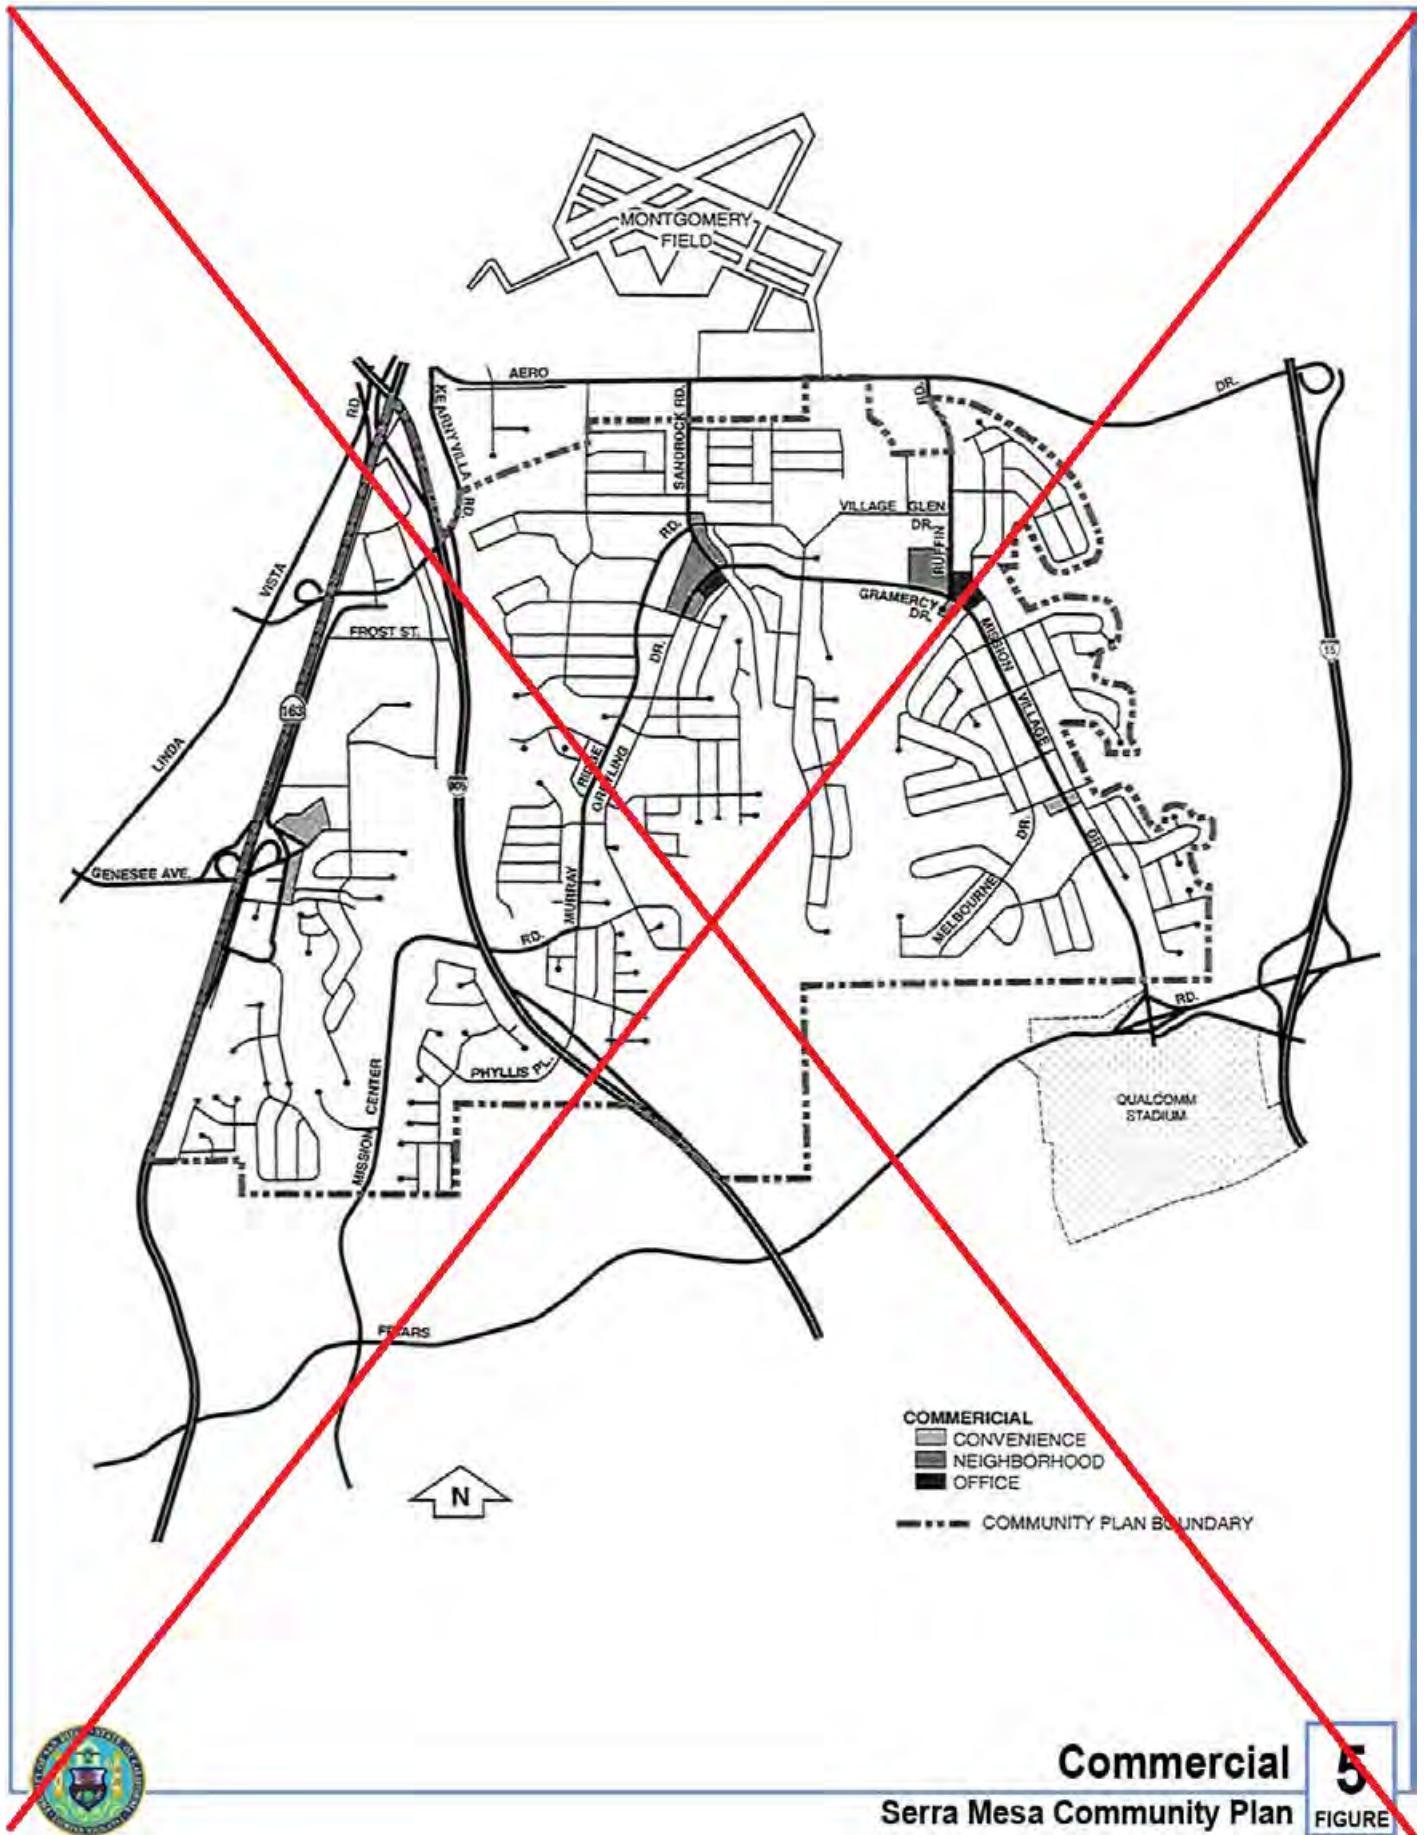 MONTGOMERY
FIELD
AERO
DR.
RD.
KEARNY VILLA
RD.
SANDROCK RD.
RD.
VILLAGE GLEN
DR.
RUFFIN
RD.
VISTA
GRAMERCY
DR.
FROST ST.
MISSION
15
DR.
163
VILLAGE
LINDA
RIDGE
GREYLING
805
DR.
DR.
GENESEE AVE.
MURRAY
MELBOURNE
RD.
RD.
CENTER
PHYLLIS PL.
QUALCOMM
STADIUM
MISSION
FRIARS
COMMERICIAL
CONVENIENCE
NEIGHBORHOOD
OFFICE
N
COMMUNITY PLAN BOUNDARY
Commercial
5
Serra Mesa Community Plan
FIGURE